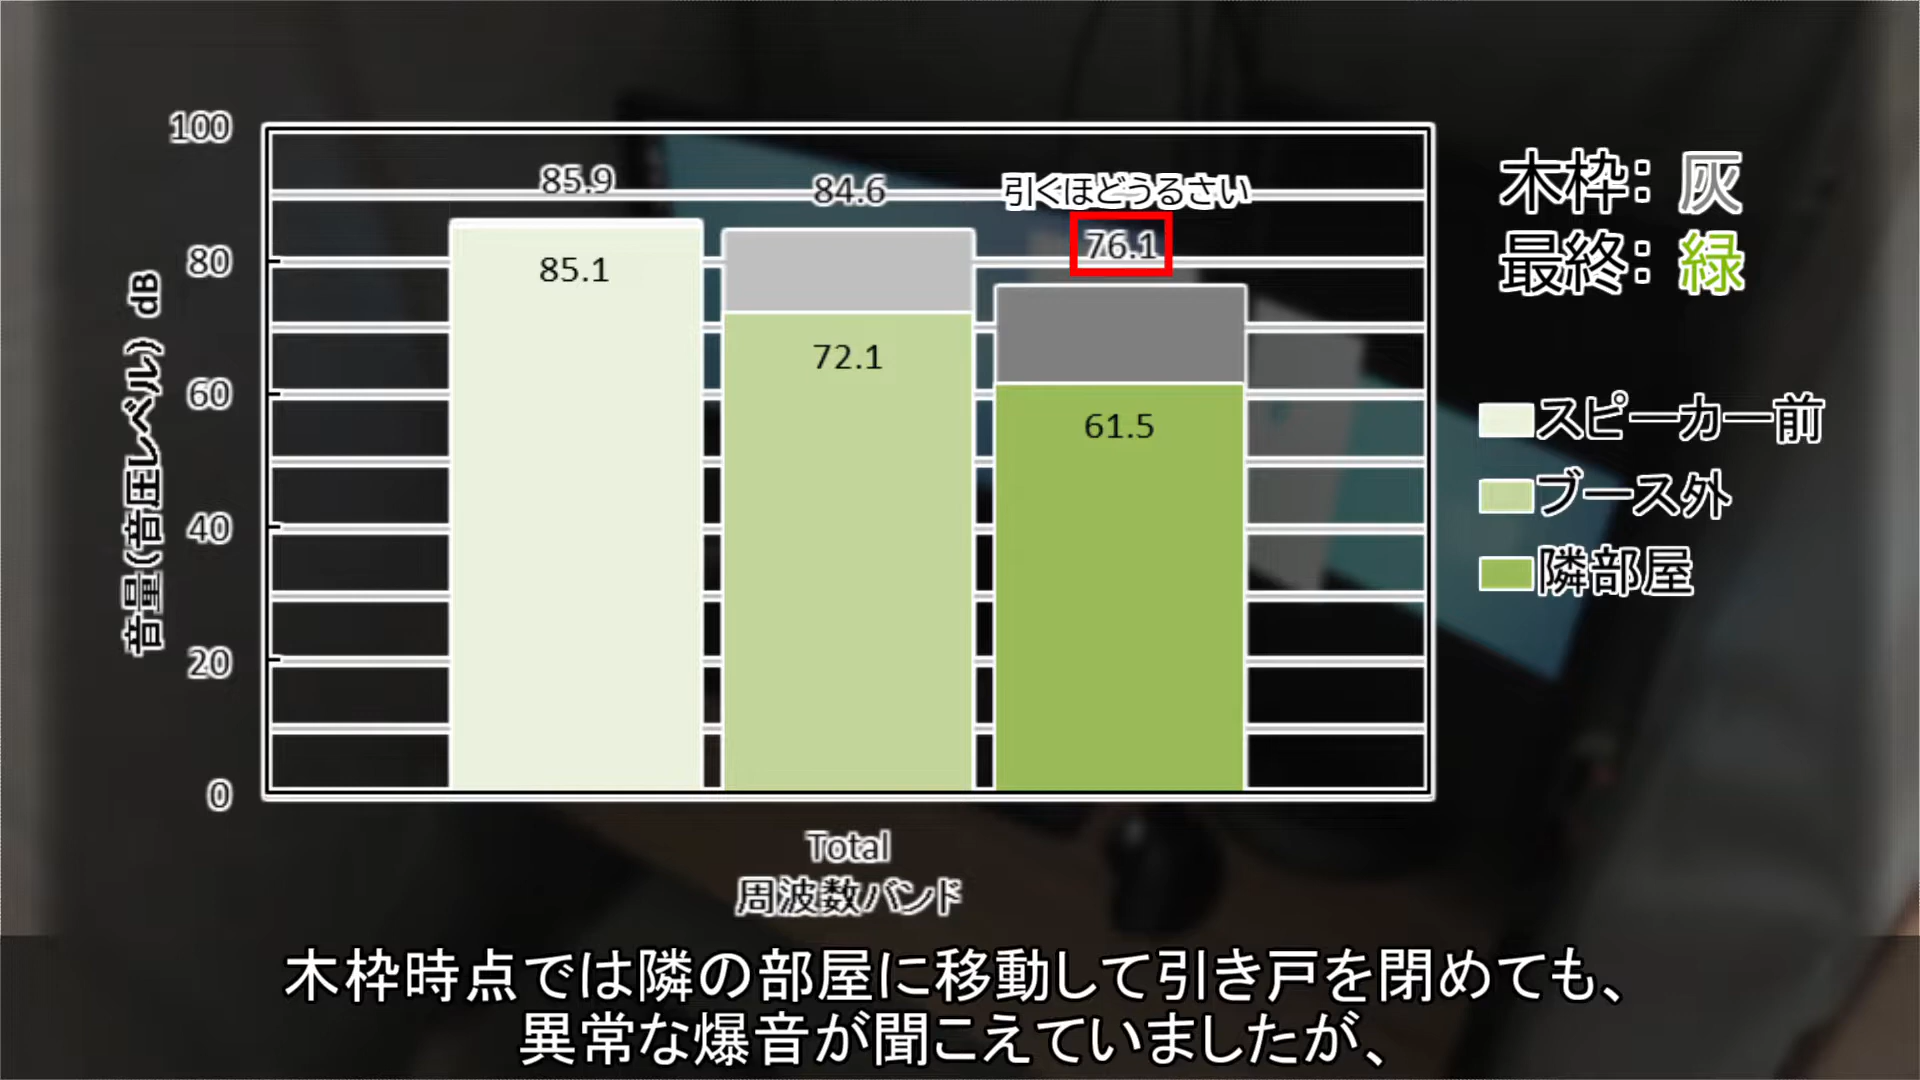 100
80
60
40
20
0
音量(音圧レベル) dB
85.9
84.6
引くほどうるさい
76.1
85.1
72.1
61.5
Total
周波数バンド
木枠：灰
最終：緑
スピーカー前
ブース外
隣部屋
木枠時点では隣の部屋に移動して引き戸を閉めても、
異常な爆音が聞こえていましたが、